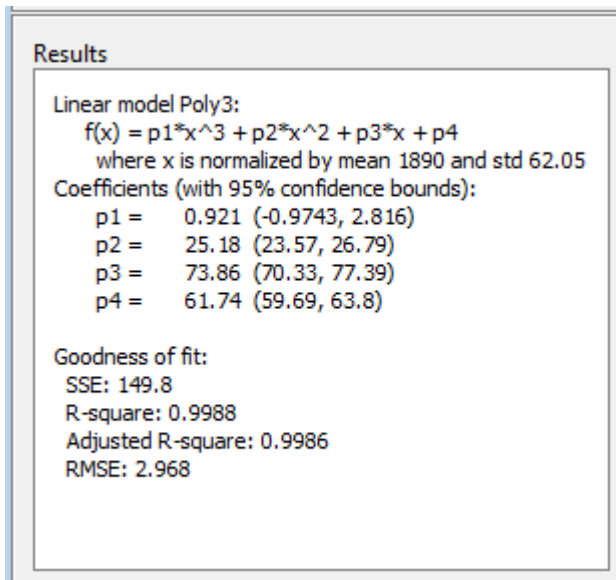 Results
Linear model Poly3:
f(x) = p1*x^3 + p2*x^2 + p3*x + p4
where x is normalized by mean 1890 and std 62.05
Coefficients (with 95% confidence bounds):
p1 = 0.921 (-0.9743, 2.816)
p2 = 25.18 (23.57, 26.79)
p3 = 73.86 (70.33, 77.39)
p4 = 61.74 (59.69, 63.8)
Goodness of fit:
SSE: 149.8
R-square: 0.9988
Adjusted R-square: 0.9986
RMSE: 2.968